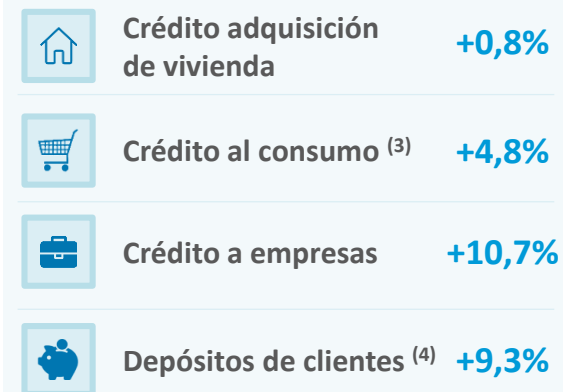 Crédito adquisición
de vivienda
+0,8%
Crédito al consumo (3) +4,8%
Crédito a empresas +10,7%
Depósitos de clientes (4) +9,3%